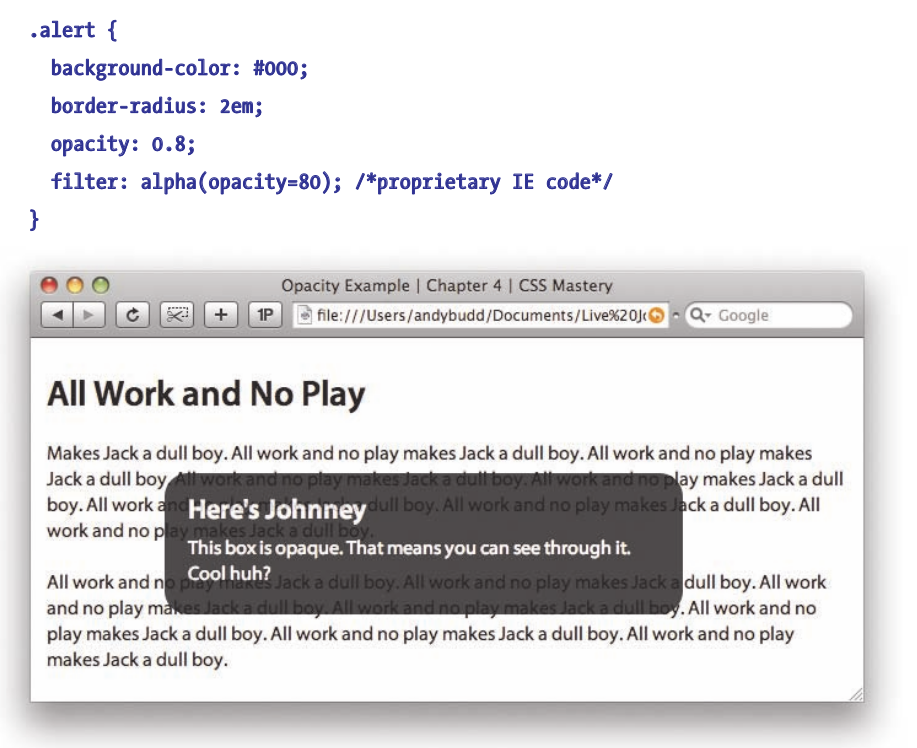 .alert {
background-color: #000;
border-radius: 2em;
opacity: 0.8;
filter: alpha(opacity=80); /*proprietary IE code*/
}
Opacity Example | Chapter 4 | CSS Mastery
1P file:///Users/andybudd/Documents/Live%20Jo Google
All Work and No Play
Makes Jack a dull boy. All work and no play makes Jack a dull boy. All work and no play makes
Jack a dull boy. All work and no play makes Jack a dull boy. All work and no play makes Jack a dull
boy. All work and no play makes Jack a dull boy. All work and no play makes Jack a dull boy. All
work and no play makes Jack a dull boy.
Here's Johnney
This box is opaque. That means you can see through it.
Cool huh?
All work and no play makes Jack a dull boy. All work and no play makes Jack a dull boy. All work
and no play makes Jack a dull boy. All work and no play makes Jack a dull boy. All work and no
play makes Jack a dull boy. All work and no play makes Jack a dull boy. All work and no play
makes Jack a dull boy.